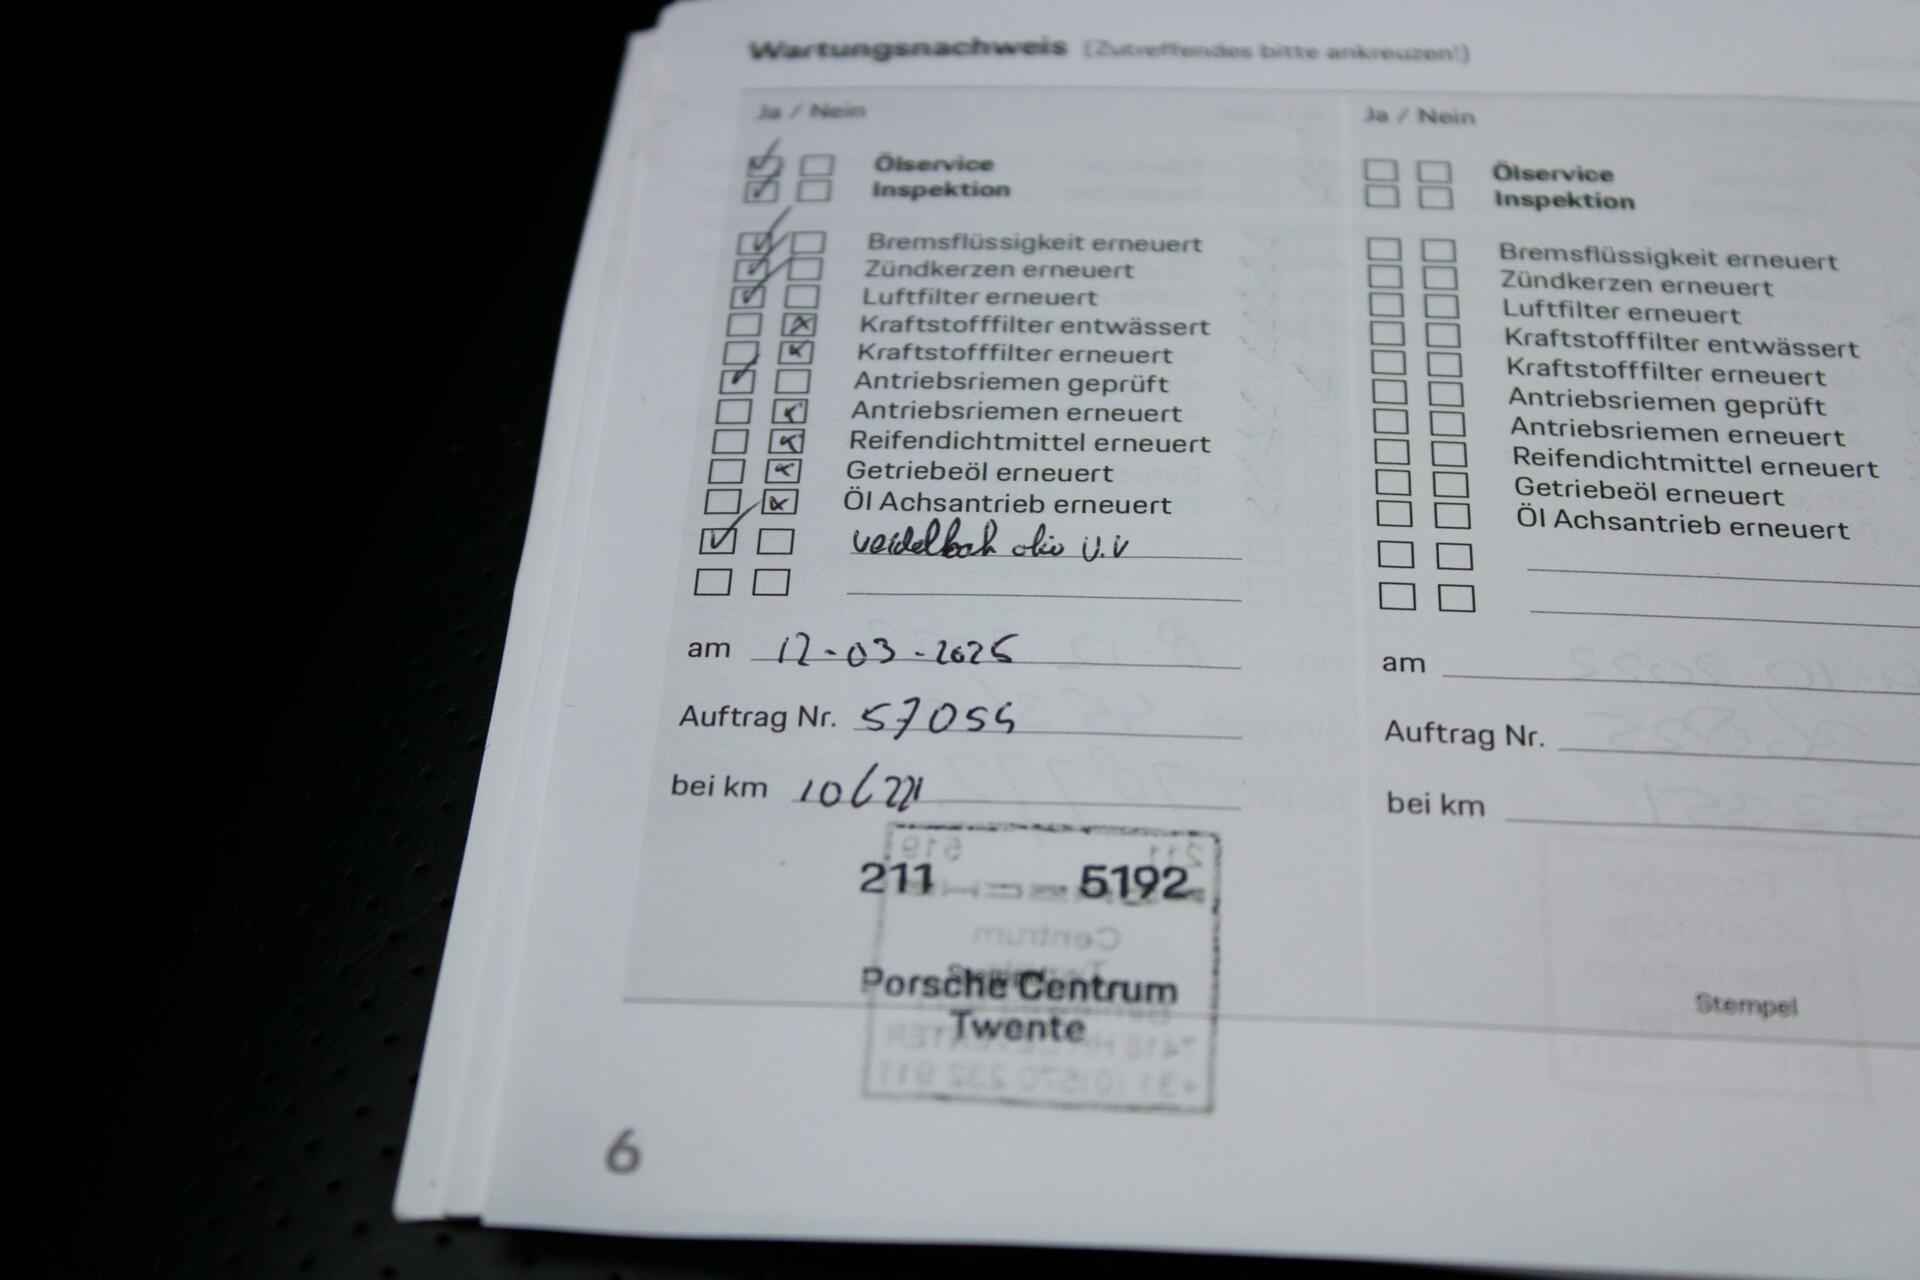 Wartungsnachweis (Zutreffendes bitte ankreuzen!)
Ja / Nein
Ölservice
Inspektion
Bremsflüssigkeit erneuert
Zündkerzen erneuert
Luftfilter erneuert
Kraftstofffilter entwässert
Kraftstofffilter erneuert
Antriebsriemen geprüft
Antriebsriemen erneuert
Reifendichtmittel erneuert
Getriebeöl erneuert
Öl Achsantrieb erneuert
olio V.V
am 12-03-2025
Auftrag Nr. 57054
bei km
211 5192
Porsche Centrum
Twente
6
Ja / Nein
Ölservice
Inspektion
Bremsflüssigkeit erneuert
Zündkerzen erneuert
Luftfilter erneuert
Kraftstofffilter entwässert
Kraftstofffilter erneuert
Antriebsriemen geprüft
Antriebsriemen erneuert
Reifendichtmittel erneuert
Getriebeöl erneuert
Öl Achsantrieb erneuert
am
Auftrag Nr.
bei km
Stempel